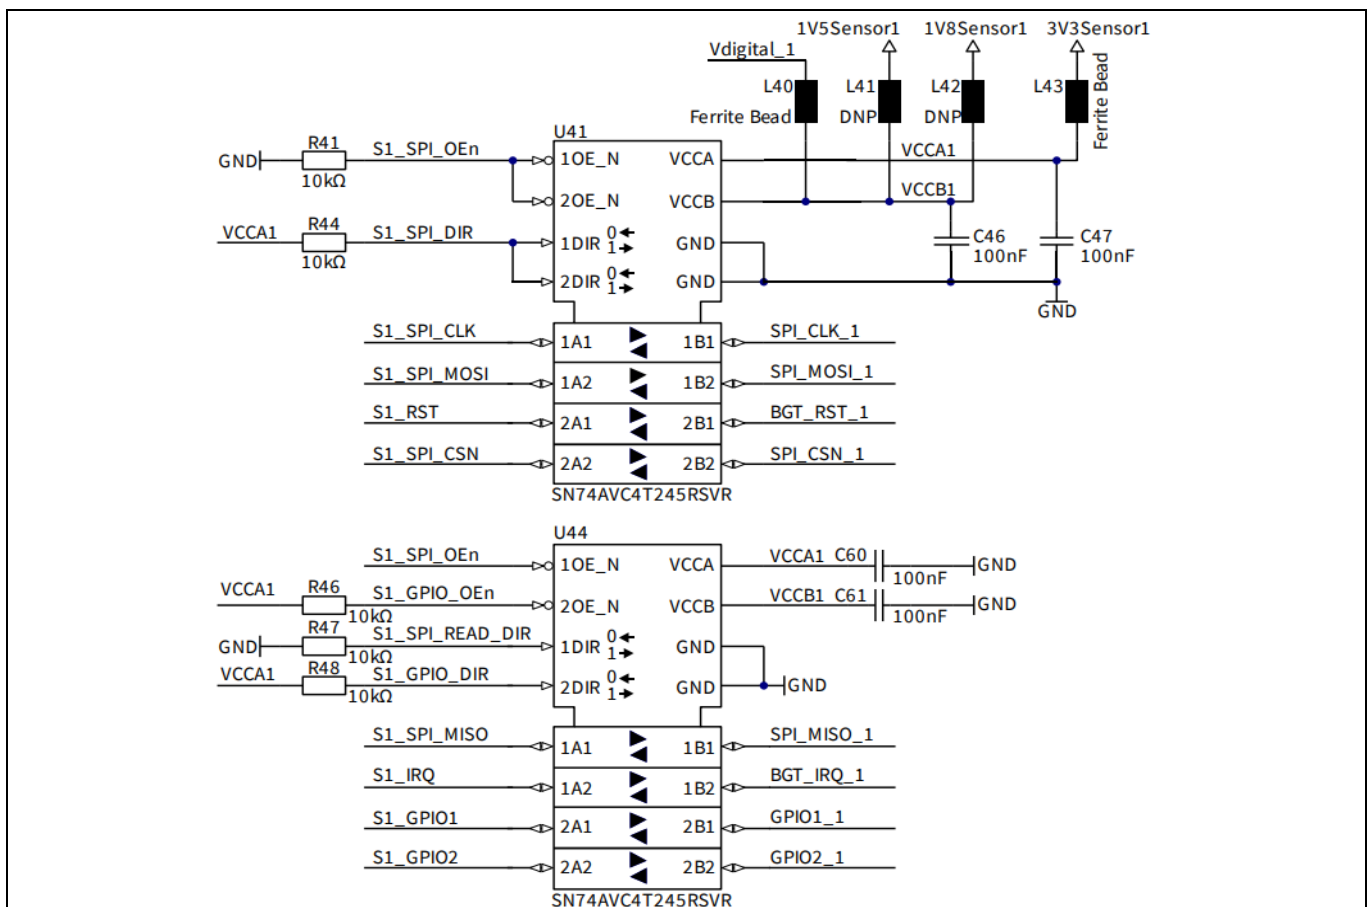 1V5Sensor1 1V8Sensor1 3V3Sensor1
Vdigital_1
L40 L41 L42 L43 Ferrite Bead
Ferrite Bead DNP DNP
U41
R41 S1_SPI_OEn
GND 1OE_N VCCA VCCA1
10kΩ
2OE_N VCCB VCCB1
R44 S1_SPI_DIR
VCCA1 1DIR 0 1 GND C46 C47
10kΩ 100nF 100nF
2DIR 0 1 GND
GND
S1_SPI_CLK 1A1 1B1 SPI_CLK_1
S1_SPI_MOSI 1A2 1B2 SPI_MOSI_1
S1_RST 2A1 2B1 BGT_RST_1
S1_SPI_CSN 2A2 2B2 SPI_CSN_1
SN74AVC4T245RSVR
U44
S1_SPI_OEn 1OE_N VCCA VCCA1 C60 GND
100nF
VCCA1 R46 S1_GPIO_OEn 2OE_N VCCB VCCB1 C61 GND
10kΩ 100nF
GND R47 S1_SPI_READ_DIR 1DIR 0 1 GND
10kΩ
VCCA1 R48 S1_GPIO_DIR 2DIR 0 1 GND GND
10kΩ
S1_SPI_MISO 1A1 1B1 SPI_MISO_1
S1_IRQ 1A2 1B2 BGT_IRQ_1
S1_GPIO1 2A1 2B1 GPIO1_1
S1_GPIO2 2A2 2B2 GPIO2_1
SN74AVC4T245RSVR